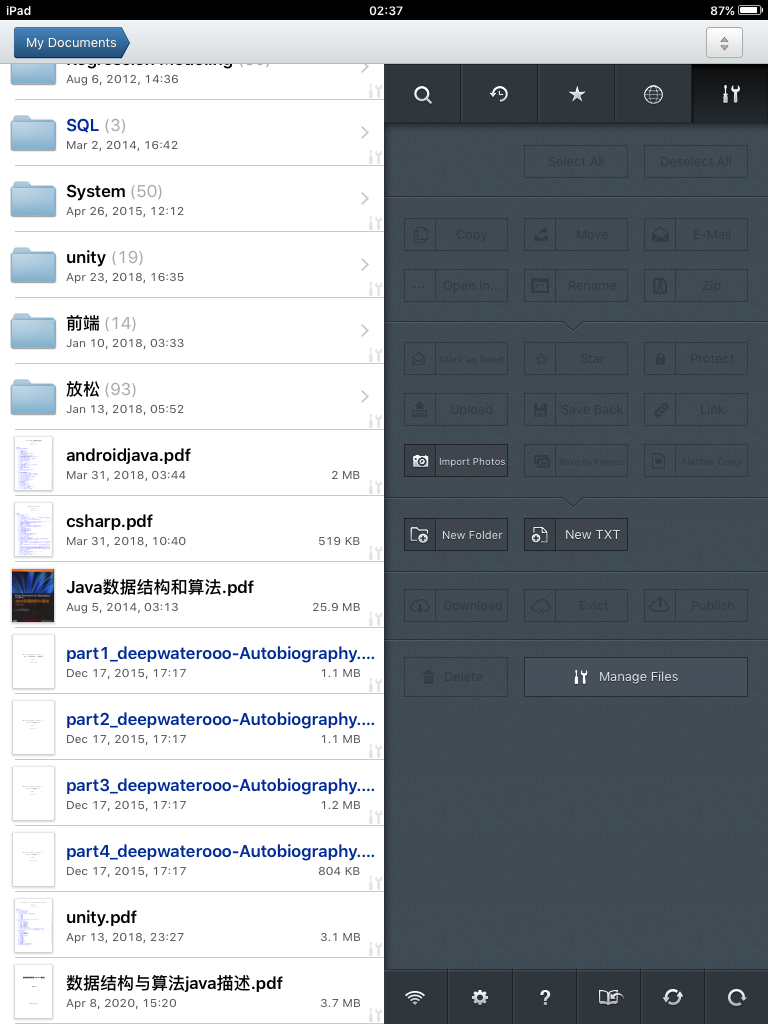 iPad
02:37
87%
My Documents
Regression Modeling
Aug 6, 2012, 14:36
SQL (3)
Mar 2, 2014, 16:42
System (50)
Apr 26, 2015, 12:12
unity (19)
Apr 23, 2018, 16:35
前端 (14)
Jan 10, 2018, 03:33
放松 (93)
Jan 13, 2018, 05:52
androidjava.pdf
Mar 31, 2018, 03:44 2 MB
csharp.pdf
Mar 31, 2018, 10:40 519 KB
Java数据结构和算法.pdf
Aug 5, 2014, 03:13 25.9 MB
part1_deepwaterooo-Autobiography....
Dec 17, 2015, 17:17 1.1 MB
part2_deepwaterooo-Autobiography....
Dec 17, 2015, 17:17 1.1 MB
part3_deepwaterooo-Autobiography....
Dec 17, 2015, 17:17 1.2 MB
part4_deepwaterooo-Autobiography....
Dec 17, 2015, 17:17 804 KB
unity.pdf
Apr 13, 2018, 23:27 3.1 MB
数据结构与算法java描述.pdf
Apr 8, 2020, 15:20 3.7 MB
Select All Deselect All
Copy Move E-Mail
Open In... Rename Zip
Mark as Read Star Protect
Upload Save Back Link
Import Photos Save to Photos Flatten Copy
New Folder New TXT
Download Evict Publish
Delete Manage Files
?